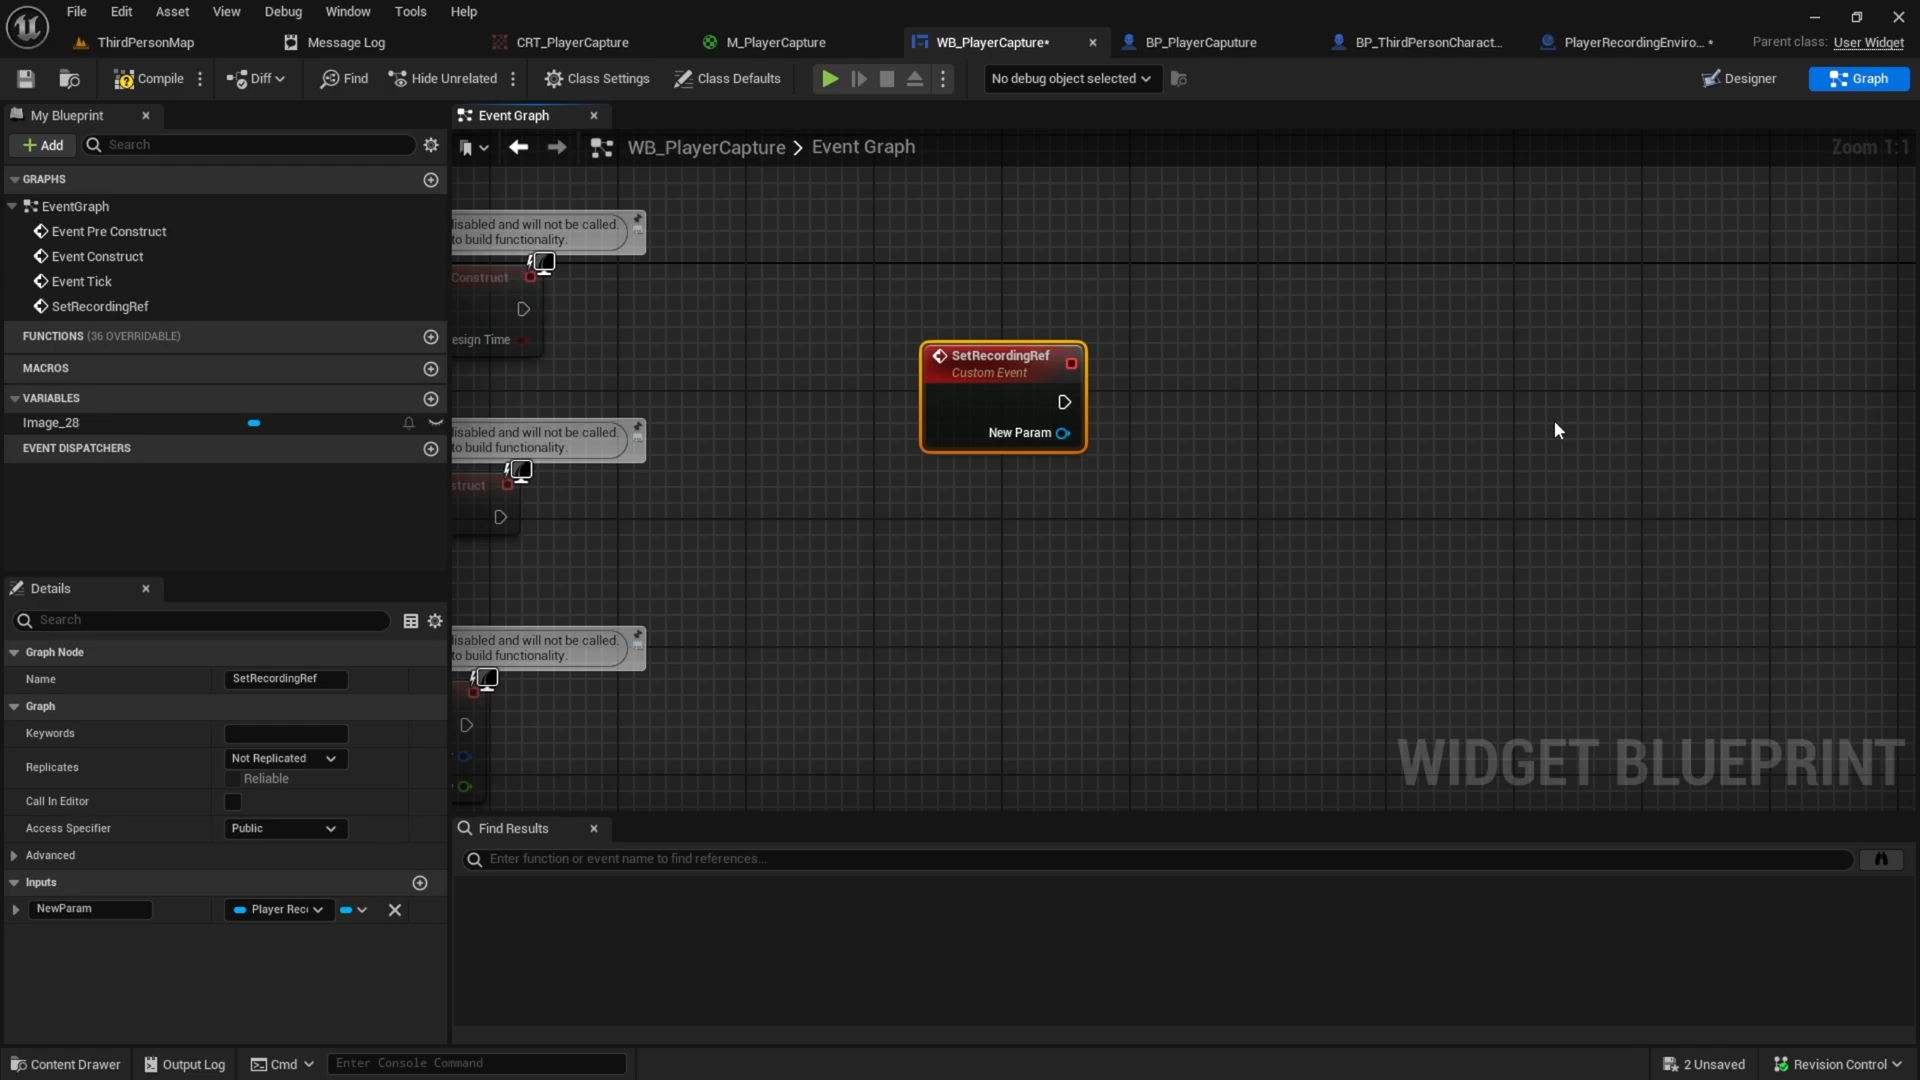 File Edit Asset View Debug Window Tools Help
ThirdPersonMap Message Log CRT_PlayerCapture M_PlayerCapture WB_PlayerCapture* BP_PlayerCaputure BP_ThirdPersonCharact... PlayerRecordingEnviro... * Parent class: User Widget
Compile Diff Find Hide Unrelated Class Settings Class Defaults No debug object selected Designer Graph
My Blueprint
Event Graph
Add Search
WB_PlayerCapture > Event Graph Zoom 1:1
GRAPHS
EventGraph
Event Pre Construct
Event Construct
Event Tick
SetRecordingRef
FUNCTIONS (36 OVERRIDABLE)
MACROS
VARIABLES
Image_28
EVENT DISPATCHERS
disabled and will not be called.
to build functionality.
Construct
esign Time
SetRecordingRef
Custom Event
New Param
disabled and will not be called.
to build functionality.
struct
disabled and will not be called.
to build functionality.
WIDGET BLUEPRINT
Details
Search
Graph Node
Name SetRecordingRef
Graph
Keywords
Replicates Not Replicated
Reliable
Call In Editor
Access Specifier Public
Advanced
Inputs
NewParam Player Rec
Find Results
Enter function or event name to find references...
Content Drawer Output Log Cmd Enter Console Command 2 Unsaved Revision Control